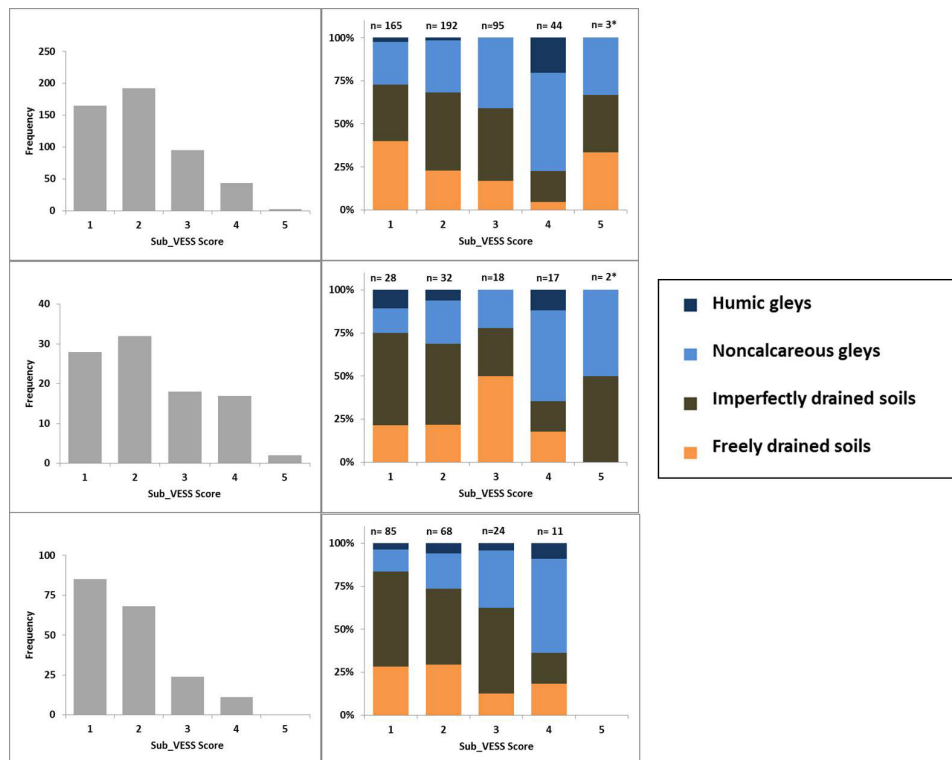 250
200
150
100
50
0
Frequency
1 2 3 4 5
Sub_VESS Score
n= 165 n= 192 n=95 n= 44 n= 3*
100%
75%
50%
25%
0%
1 2 3 4 5
Sub_VESS Score
40
30
20
10
0
Frequency
1 2 3 4 5
Sub_VESS Score
n= 28 n= 32 n=18 n=17 n= 2*
100%
75%
50%
25%
0%
1 2 3 4 5
Sub_VESS Score
100
75
50
25
0
Frequency
1 2 3 4 5
Sub_VESS Score
n= 85 n= 68 n=24 n= 11
100%
75%
50%
25%
0%
1 2 3 4 5
Sub_VESS Score
Humic gleys
Noncalcareous gleys
Imperfectly drained soils
Freely drained soils